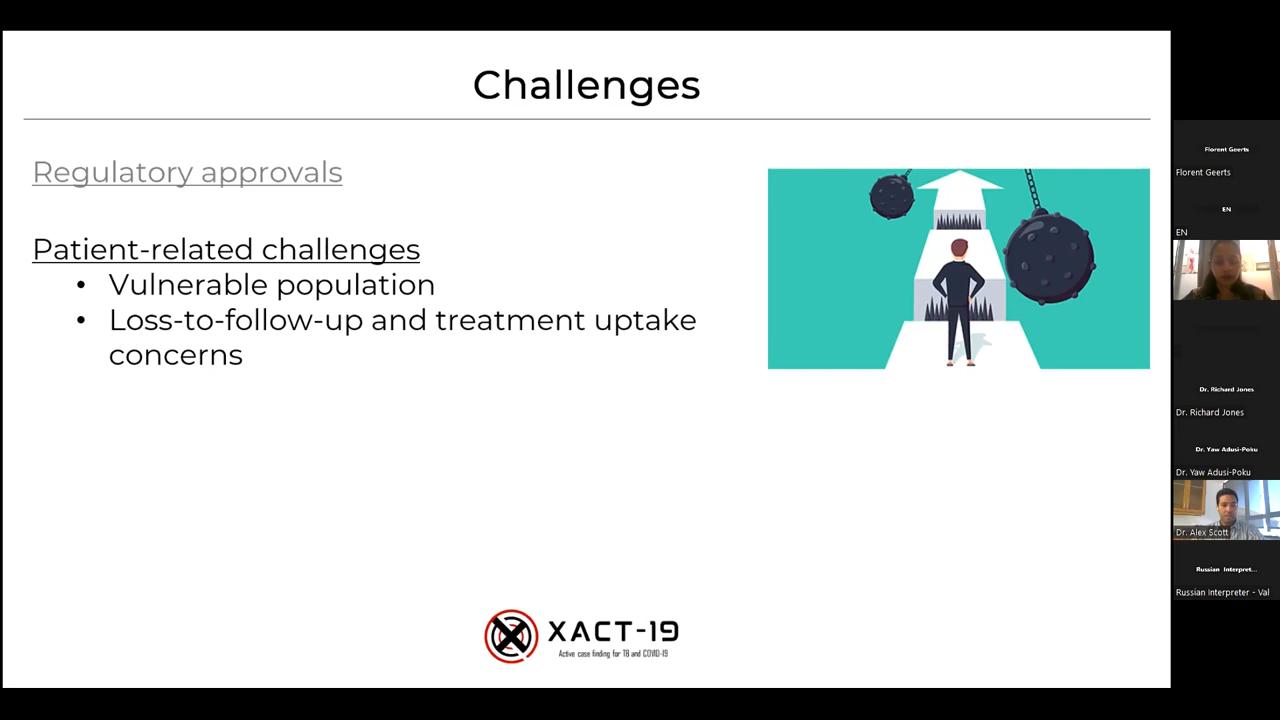 Challenges
Regulatory approvals
Patient-related challenges
• Vulnerable population
• Loss-to-follow-up and treatment uptake
concerns
XACT-19
Active case finding for TB and COVID-19
Florent Geerts
Florent Geerts
EN
EN
Dr. Richard Jones
Dr. Richard Jones
Dr. Yaw Adusi-Poku
Dr. Yaw Adusi-Poku
Dr. Alex Scott
Russian Interpret...
Russian Interpreter - Val